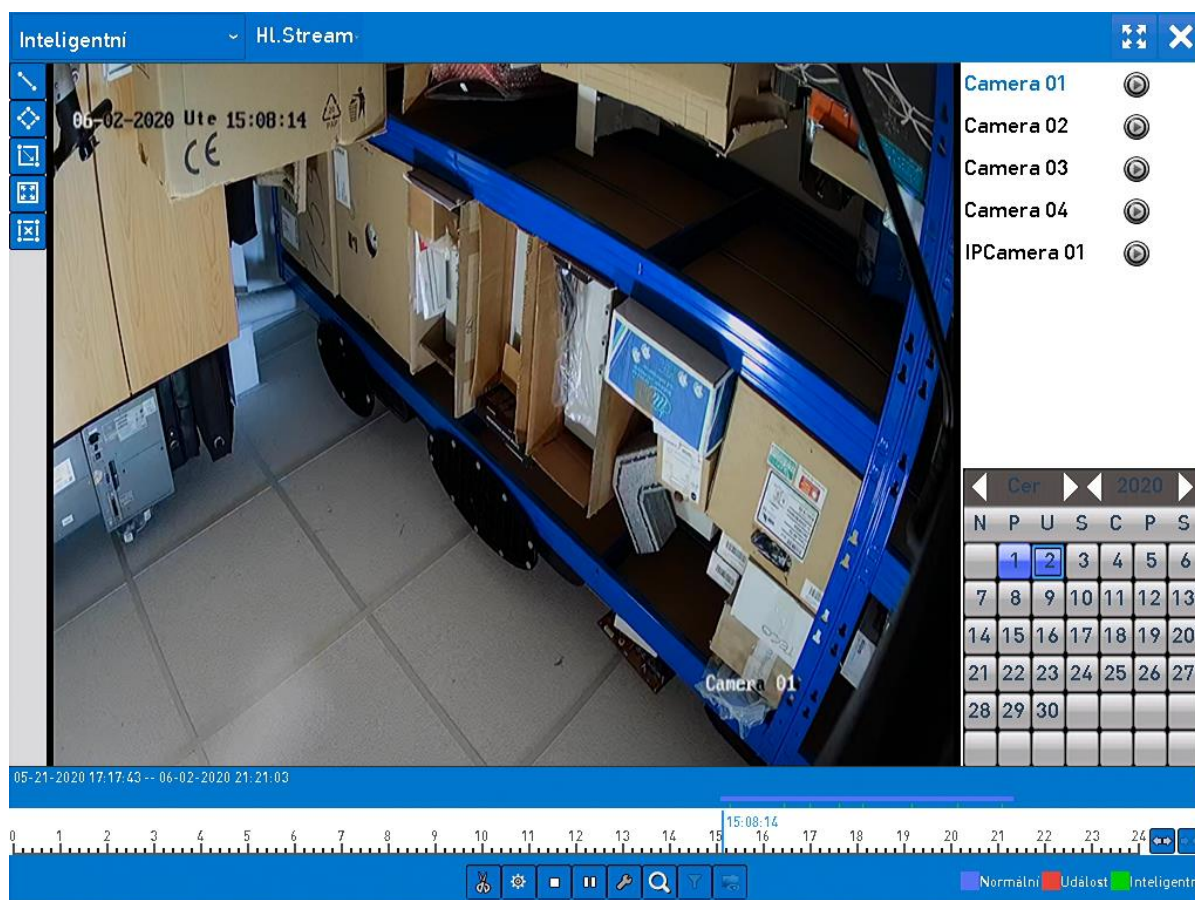 Inteligentní
Hl.Stream
Camera 01
Camera 02
Camera 03
Camera 04
IPCamera 01
06-02-2020 Ute 15:08:14
CE
Camera 01
Cer 2020
N P U S C P S
1 2 3 4 5 6
7 8 9 10 11 12 13
14 15 16 17 18 19 20
21 22 23 24 25 26 27
28 29 30
05-21-2020 17:17:43 -- 06-02-2020 21:21:03
15:08:14
0 1 2 3 4 5 6 7 8 9 10 11 12 13 14 15 16 17 18 19 20 21 22 23 24
Normální Událost Inteligentn